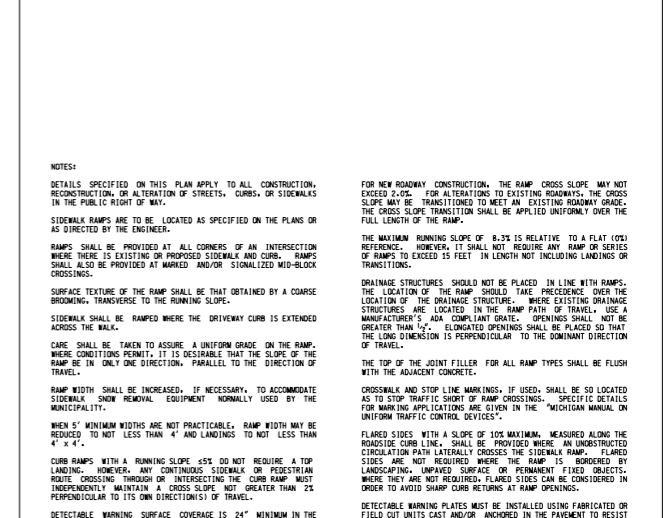 NOTES:
DETAILS SPECIFIED ON THIS PLAN APPLY TO ALL CONSTRUCTION,
RECONSTRUCTION, OR ALTERATION OF STREETS, CURBS, OR SIDEWALKS
IN THE PUBLIC RIGHT OF WAY.
SIDEWALK RAMPS ARE TO BE LOCATED AS SPECIFIED ON THE PLANS OR
AS DIRECTED BY THE ENGINEER.
RAMPS SHALL BE PROVIDED AT ALL CORNERS OF AN INTERSECTION
WHERE THERE IS EXISTING OR PROPOSED SIDEWALK AND CURB. RAMPS
SHALL ALSO BE PROVIDED AT MARKED AND/OR SIGNALIZED MID-BLOCK
CROSSINGS.
SURFACE TEXTURE OF THE RAMP SHALL BE THAT OBTAINED BY A COARSE
BROOMING, TRANSVERSE TO THE RUNNING SLOPE.
SIDEWALK SHALL BE RAMPED WHERE THE DRIVEWAY CURB IS EXTENDED
ACROSS THE WALK.
CARE SHALL BE TAKEN TO ASSURE A UNIFORM GRADE ON THE RAMP.
WHERE CONDITIONS PERMIT, IT IS DESIRABLE THAT THE SLOPE OF THE
RAMP BE IN ONLY ONE DIRECTION, PARALLEL TO THE DIRECTION OF
TRAVEL.
RAMP WIDTH SHALL BE INCREASED, IF NECESSARY, TO ACCOMMODATE
SIDEWALK SNOW REMOVAL EQUIPMENT NORMALLY USED BY THE
MUNICIPALITY.
WHEN 5' MINIMUM WIDTHS ARE NOT PRACTICABLE, RAMP WIDTH MAY BE
REDUCED TO NOT LESS THAN 4' AND LANDINGS TO NOT LESS THAN
4' x 4'.
CURB RAMPS WITH A RUNNING SLOPE ≤5% DO NOT REQUIRE A TOP
LANDING. HOWEVER, ANY CONTINUOUS SIDEWALK OR PEDESTRIAN
ROUTE CROSSING THROUGH OR INTERSECTING THE CURB RAMP MUST
INDEPENDENTLY MAINTAIN A CROSS SLOPE NOT GREATER THAN 2%
PERPENDICULAR TO ITS OWN DIRECTION(S) OF TRAVEL.
DETECTABLE WARNING SURFACE COVERAGE IS 24" MINIMUM IN THE
FOR NEW ROADWAY CONSTRUCTION, THE RAMP CROSS SLOPE MAY NOT
EXCEED 2.0%. FOR ALTERATIONS TO EXISTING ROADWAYS, THE CROSS
SLOPE MAY BE TRANSITIONED TO MEET AN EXISTING ROADWAY GRADE.
THE CROSS SLOPE TRANSITION SHALL BE APPLIED UNIFORMLY OVER THE
FULL LENGTH OF THE RAMP.
THE MAXIMUM RUNNING SLOPE OF 8.3% IS RELATIVE TO A FLAT (0%)
REFERENCE. HOWEVER, IT SHALL NOT REQUIRE ANY RAMP OR SERIES
OF RAMPS TO EXCEED 15 FEET IN LENGTH NOT INCLUDING LANDINGS OR
TRANSITIONS.
DRAINAGE STRUCTURES SHOULD NOT BE PLACED IN LINE WITH RAMPS.
THE LOCATION OF THE RAMP SHOULD TAKE PRECEDENCE OVER THE
LOCATION OF THE DRAINAGE STRUCTURE. WHERE EXISTING DRAINAGE
STRUCTURES ARE LOCATED IN THE RAMP PATH OF TRAVEL, USE A
MANUFACTURER'S ADA COMPLIANT GRATE. OPENINGS SHALL NOT BE
GREATER THAN 1/2". ELONGATED OPENINGS SHALL BE PLACED SO THAT
THE LONG DIMENSION IS PERPENDICULAR TO THE DOMINANT DIRECTION
OF TRAVEL.
THE TOP OF THE JOINT FILLER FOR ALL RAMP TYPES SHALL BE FLUSH
WITH THE ADJACENT CONCRETE.
CROSSWALK AND STOP LINE MARKINGS, IF USED, SHALL BE SO LOCATED
AS TO STOP TRAFFIC SHORT OF RAMP CROSSINGS. SPECIFIC DETAILS
FOR MARKING APPLICATIONS ARE GIVEN IN THE "MICHIGAN MANUAL ON
UNIFORM TRAFFIC CONTROL DEVICES".
FLARED SIDES WITH A SLOPE OF 10% MAXIMUM, MEASURED ALONG THE
ROADSIDE CURB LINE, SHALL BE PROVIDED WHERE AN UNOBSTRUCTED
CIRCULATION PATH LATERALLY CROSSES THE SIDEWALK RAMP. FLARED
SIDES ARE NOT REQUIRED WHERE THE RAMP IS BORDERED BY
LANDSCAPING, UNPAVED SURFACE OR PERMANENT FIXED OBJECTS.
WHERE THEY ARE NOT REQUIRED, FLARED SIDES CAN BE CONSIDERED IN
ORDER TO AVOID SHARP CURB RETURNS AT RAMP OPENINGS.
DETECTABLE WARNING PLATES MUST BE INSTALLED USING FABRICATED OR
FIELD CUT UNITS CAST AND/OR ANCHORED IN THE PAVEMENT TO RESIST